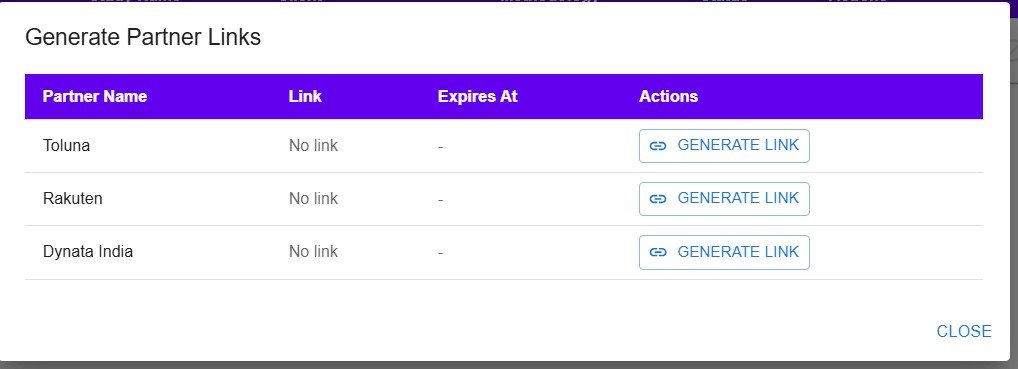 Generate Partner Links
Partner Name Link Expires At Actions
Toluna No link - GENERATE LINK
Rakuten No link - GENERATE LINK
Dynata India No link - GENERATE LINK
CLOSE